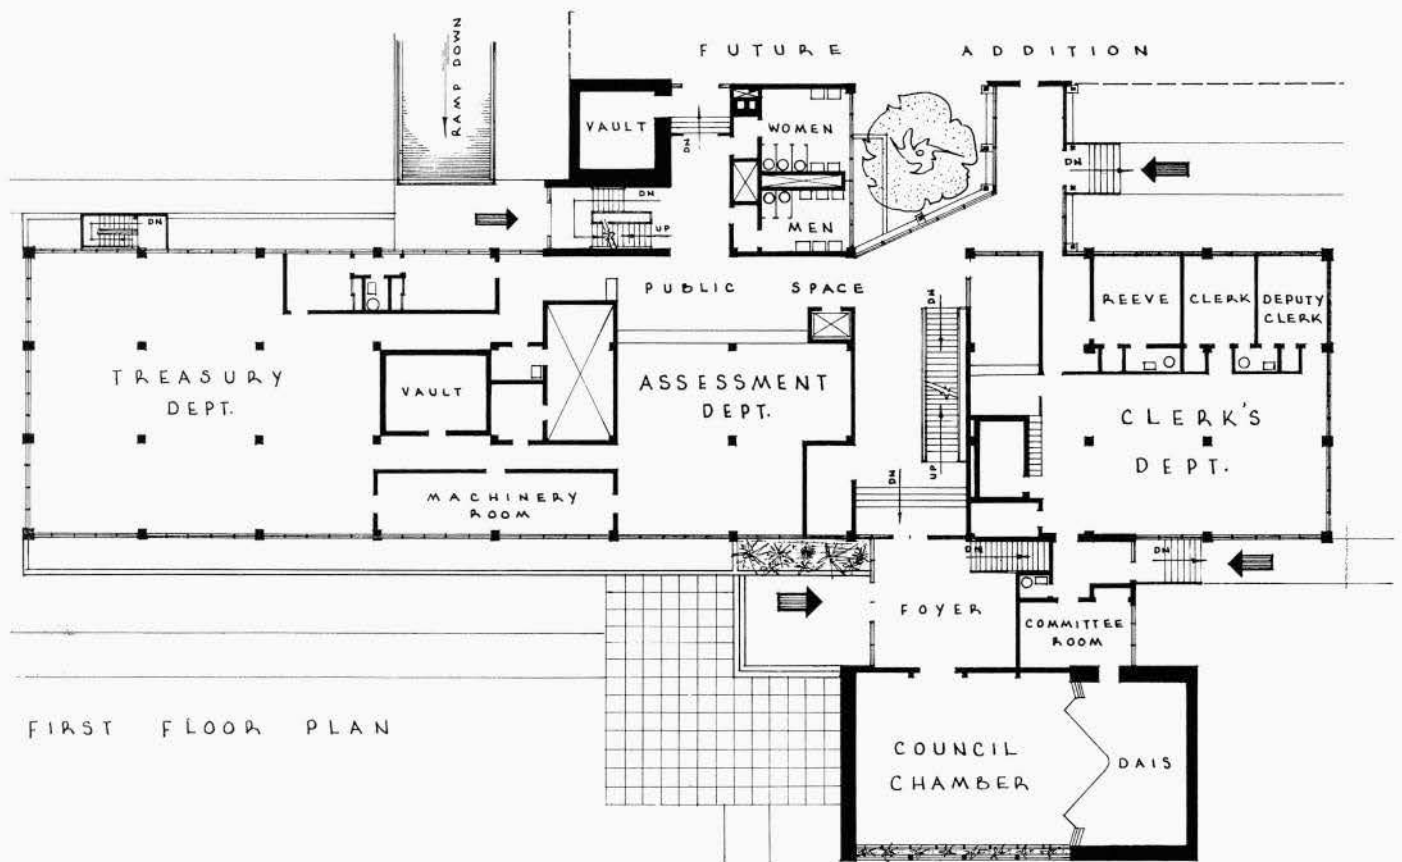 FUTURE ADDITION
RAMP DOWN
VAULT
DN
WOMEN
DN
DN
DN
UP
MEN
PUBLIC SPACE
DN
REEVE
CLERK
DEPUTY
CLERK
TREASURY
DEPT.
VAULT
ASSESSMENT
DEPT.
CLERK'S
DEPT.
UP
DN
MACHINERY
ROOM
DN
DN
FOYER
COMMITTEE
ROOM
FIRST FLOOR PLAN
COUNCIL
CHAMBER
DAIS